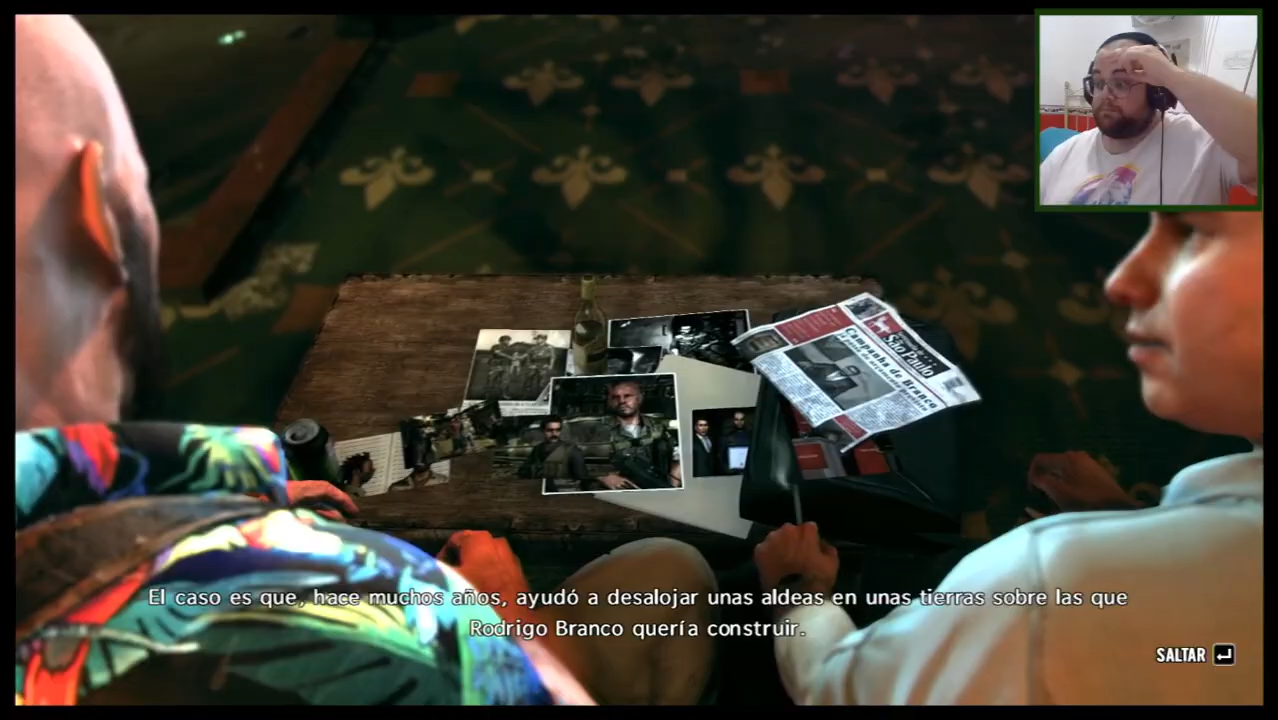 São Paulo
Campanha de Branco
El caso es que, hace muchos años, ayudó a desalojar unas aldeas en unas tierras sobre las que
Rodrigo Branco quería construir.
SALTAR